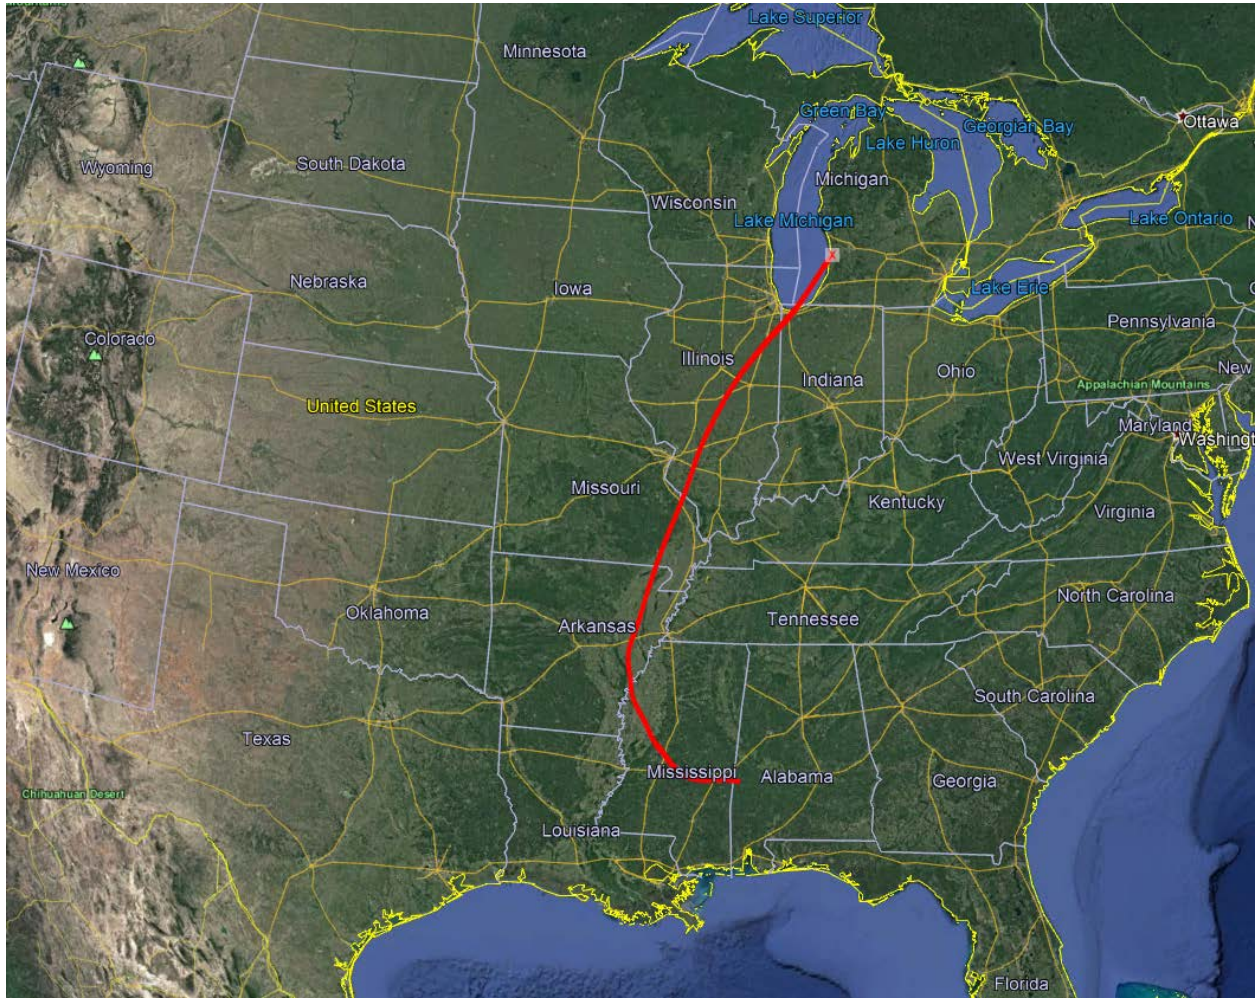 Lake Superior
Minnesota
Green Bay
Georgian Bay
Ottawa
Lake Huron
Wyoming
South Dakota
Michigan
Wisconsin
Lake Michigan
Lake Ontario
X
Nebraska
Iowa
Lake Erie
Pennsylvania
Colorado
Illinois
Indiana
Ohio
New
Appalachian Mountains
United States
Maryland
Washingt
West Virginia
Missouri
Kentucky
Virginia
New Mexico
North Carolina
Oklahoma
Arkansas
Tennessee
South Carolina
Texas
Mississippi
Alabama
Georgia
Chihuahuan Desert
Louisiana
Florida